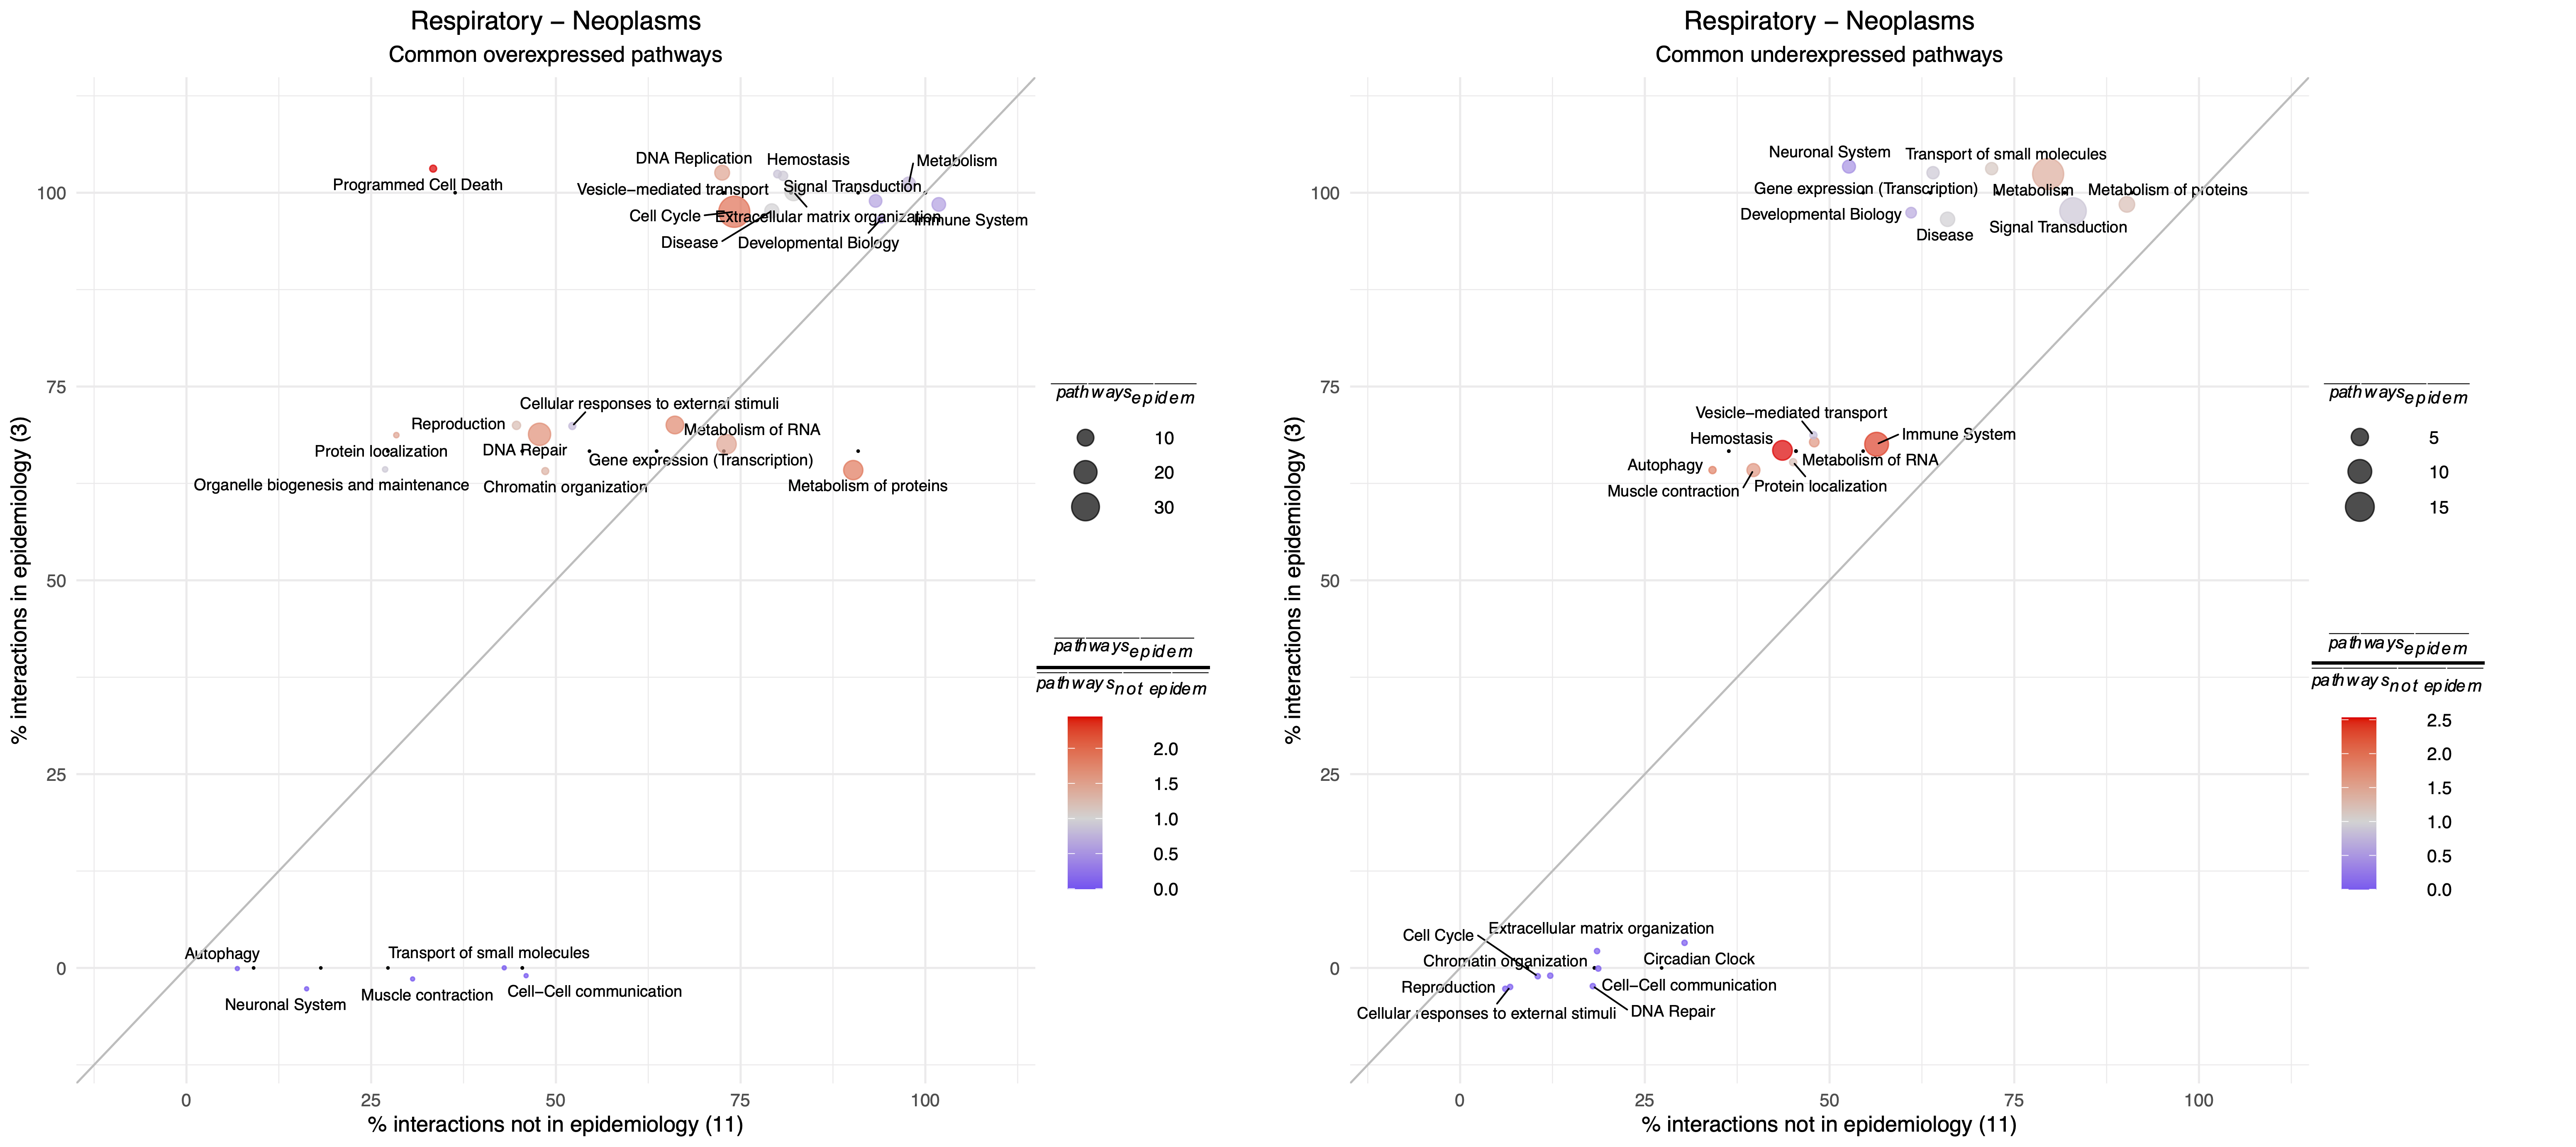 Respiratory – Neoplasms
Common overexpressed pathways
% interactions in epidemiology (3)
100
75
50
25
0
Programmed Cell Death
DNA Replication
Hemostasis
Metabolism
Vesicle–mediated transport
Signal Transduction
Cell Cycle
Extracellular matrix organization
Immune System
Disease
Developmental Biology
Cellular responses to external stimuli
Reproduction
Metabolism of RNA
Protein localization
DNA Repair
Gene expression (Transcription)
Organelle biogenesis and maintenance
Chromatin organization
Metabolism of proteins
Autophagy
Transport of small molecules
Neuronal System
Muscle contraction
Cell–Cell communication
0
25
50
75
100
% interactions not in epidemiology (11)
pathways epidem
10
20
30
pathways epidem
pathways not epidem
2.0
1.5
1.0
0.5
0.0
Respiratory – Neoplasms
Common underexpressed pathways
% interactions in epidemiology (3)
100
75
50
25
0
Neuronal System
Transport of small molecules
Gene expression (Transcription)
Metabolism
Metabolism of proteins
Developmental Biology
Disease
Signal Transduction
Vesicle–mediated transport
Hemostasis
Immune System
Autophagy
Metabolism of RNA
Muscle contraction
Protein localization
Cell Cycle
Extracellular matrix organization
Chromatin organization
Circadian Clock
Reproduction
Cell–Cell communication
Cellular responses to external stimuli
DNA Repair
0
25
50
75
100
% interactions not in epidemiology (11)
pathways epidem
5
10
15
pathways epidem
pathways not epidem
2.5
2.0
1.5
1.0
0.5
0.0